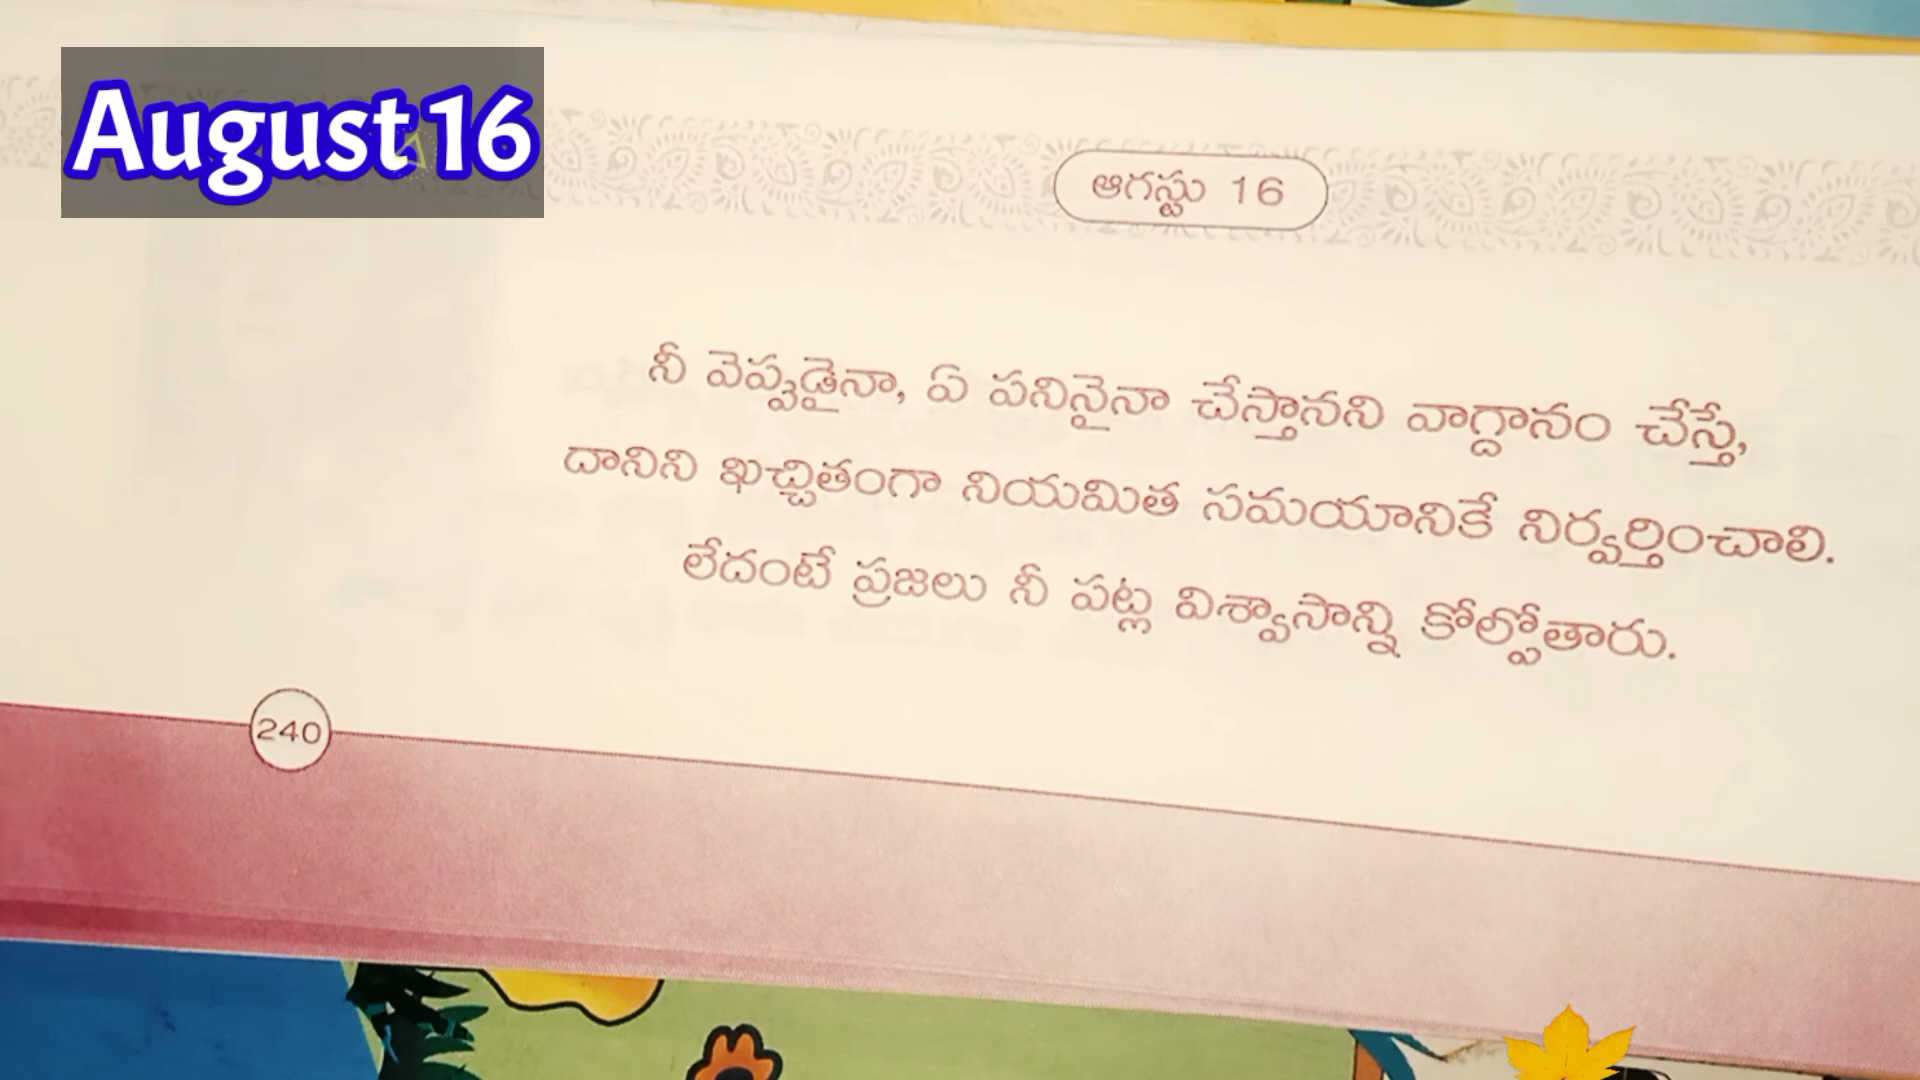 August 16
ఆగస్టు 16
నీ వెప్పుడైనా, ఏ పనినైనా చేస్తానని వాగ్దానం చేస్తే,
దానిని ఖచ్చితంగా నియమిత సమయానికే నిర్వర్తించాలి.
లేదంటే ప్రజలు నీ పట్ల విశ్వాసాన్ని కోల్పోతారు.
240